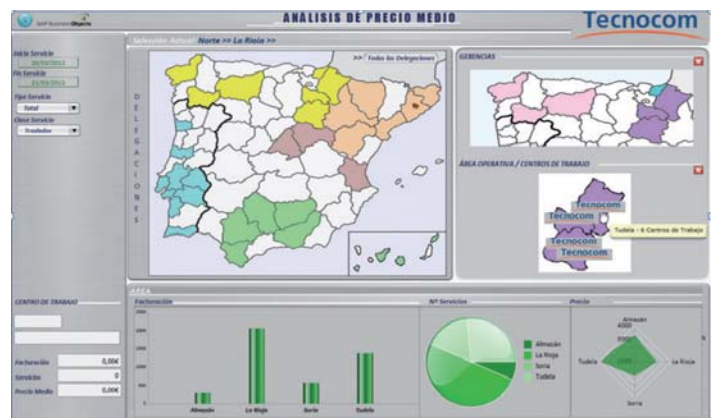 SAP BusinessObjects
ANÁLISIS DE PRECIO MEDIO
Tecnocom
Selección Actual: Norte >> La Rioja >>
Inicio Servicio
Fin Servicio
Tipo Servicio
Total
Clase Servicio
Traslados
DELEGACIONES
>> Todas las Delegaciones
GERENCIAS
ÁREA OPERATIVA / CENTROS DE TRABAJO
Tecnocom
Tecnocom
Tecnocom
Tecnocom
Tudela - 6 Centros de Trabajo
CENTRO DE TRABAJO
Facturación 0,00€
Servicios 0
Precio Medio 0,00€
AREA
Facturación
Almazán La Rioja Soria Tudela
Nº Servicios
Almazán
La Rioja
Soria
Tudela
Precio
Almazán
4000
Tudela
La Rioja
Soria